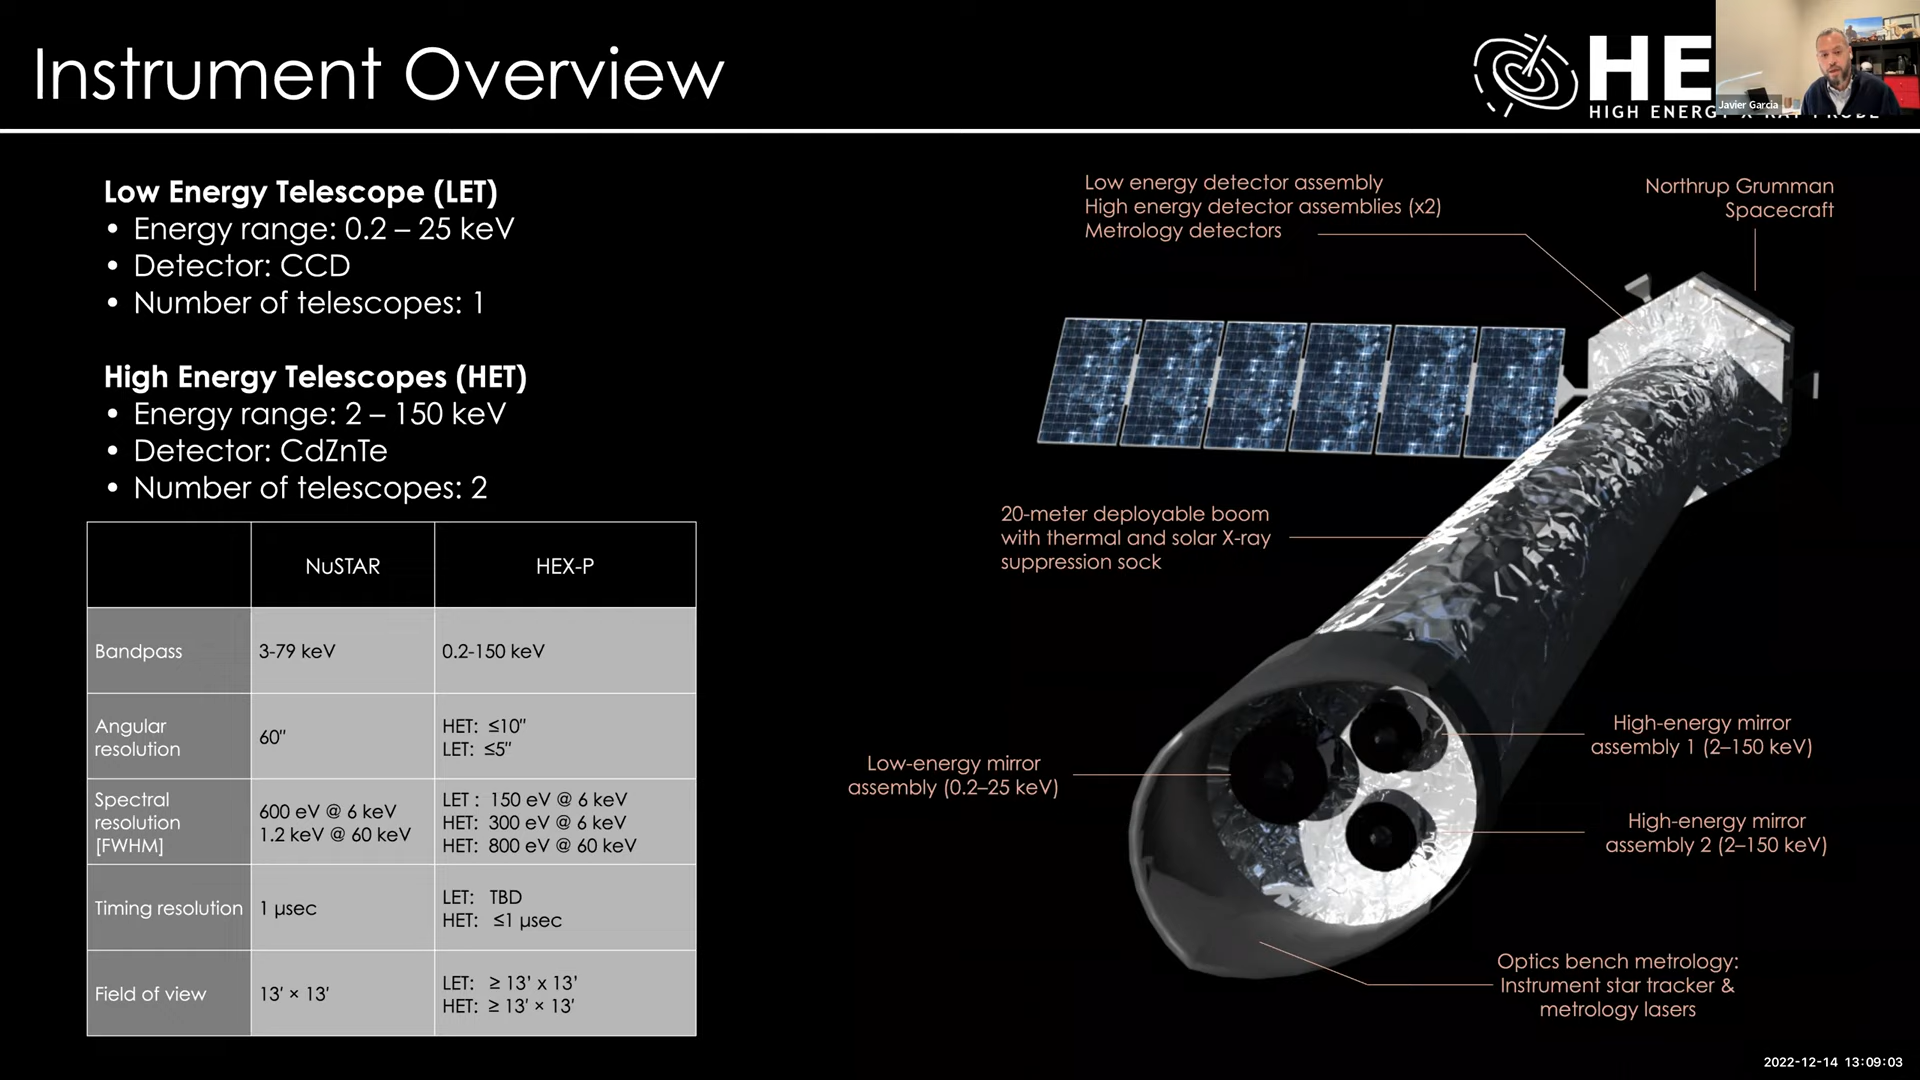 Instrument Overview
HE
HIGH ENERGY X-RAY PROBE
Javier Garcia
Low Energy Telescope (LET)
• Energy range: 0.2 – 25 keV
• Detector: CCD
• Number of telescopes: 1
High Energy Telescopes (HET)
• Energy range: 2 – 150 keV
• Detector: CdZnTe
• Number of telescopes: 2
NuSTAR HEX-P
Bandpass 3-79 keV 0.2-150 keV
Angular
resolution
60"
HET: ≤10"
LET: ≤5"
Spectral
resolution
[FWHM]
600 eV @ 6 keV
1.2 keV @ 60 keV
LET : 150 eV @ 6 keV
HET: 300 eV @ 6 keV
HET: 800 eV @ 60 keV
Timing resolution 1 μsec
LET: TBD
HET: ≤1 μsec
Field of view 13′ × 13′
LET: ≥ 13' x 13'
HET: ≥ 13′ × 13′
Low energy detector assembly
High energy detector assemblies (x2)
Metrology detectors
Northrup Grumman
Spacecraft
20-meter deployable boom
with thermal and solar X-ray
suppression sock
Low-energy mirror
assembly (0.2–25 keV)
High-energy mirror
assembly 1 (2–150 keV)
High-energy mirror
assembly 2 (2–150 keV)
Optics bench metrology:
Instrument star tracker &
metrology lasers
2022-12-14 13:09:03